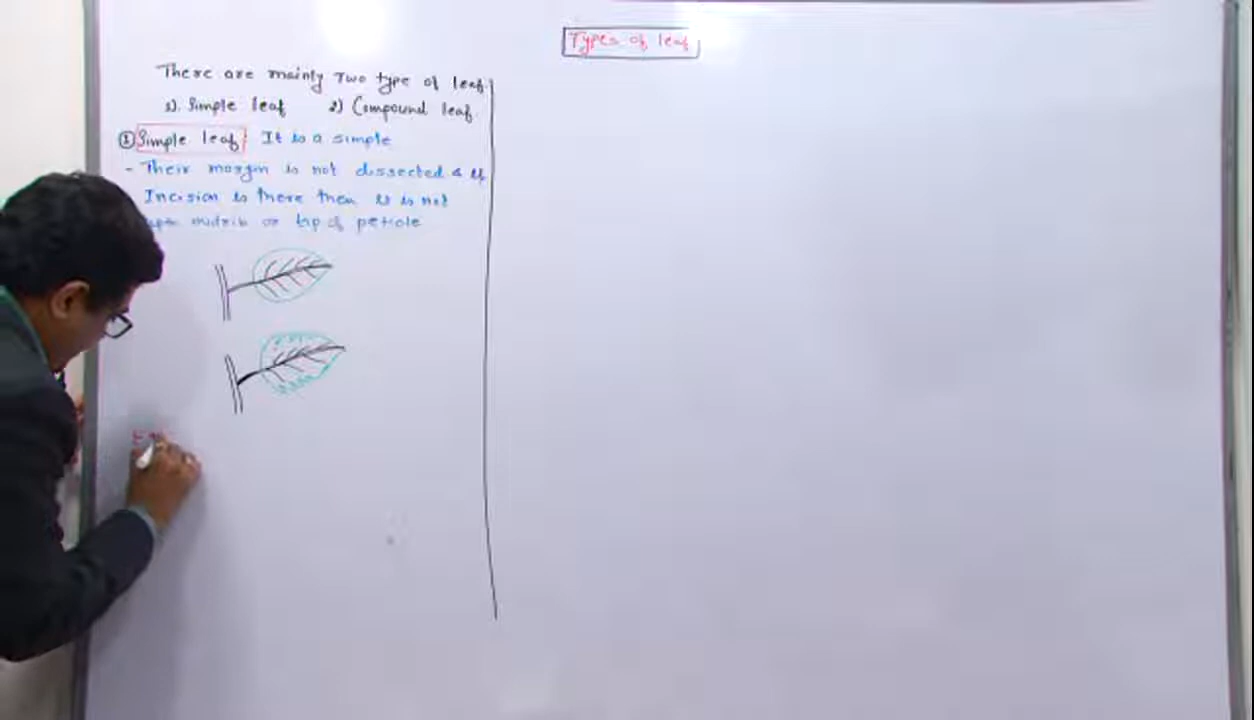 Types of leaf
There are mainly Two type of leaf.
1). Simple leaf 2) Compound leaf
① Simple leaf } It is a simple
- Their margin is not dissected & if
Incision is there then it is not
upto midrib or top of petiole